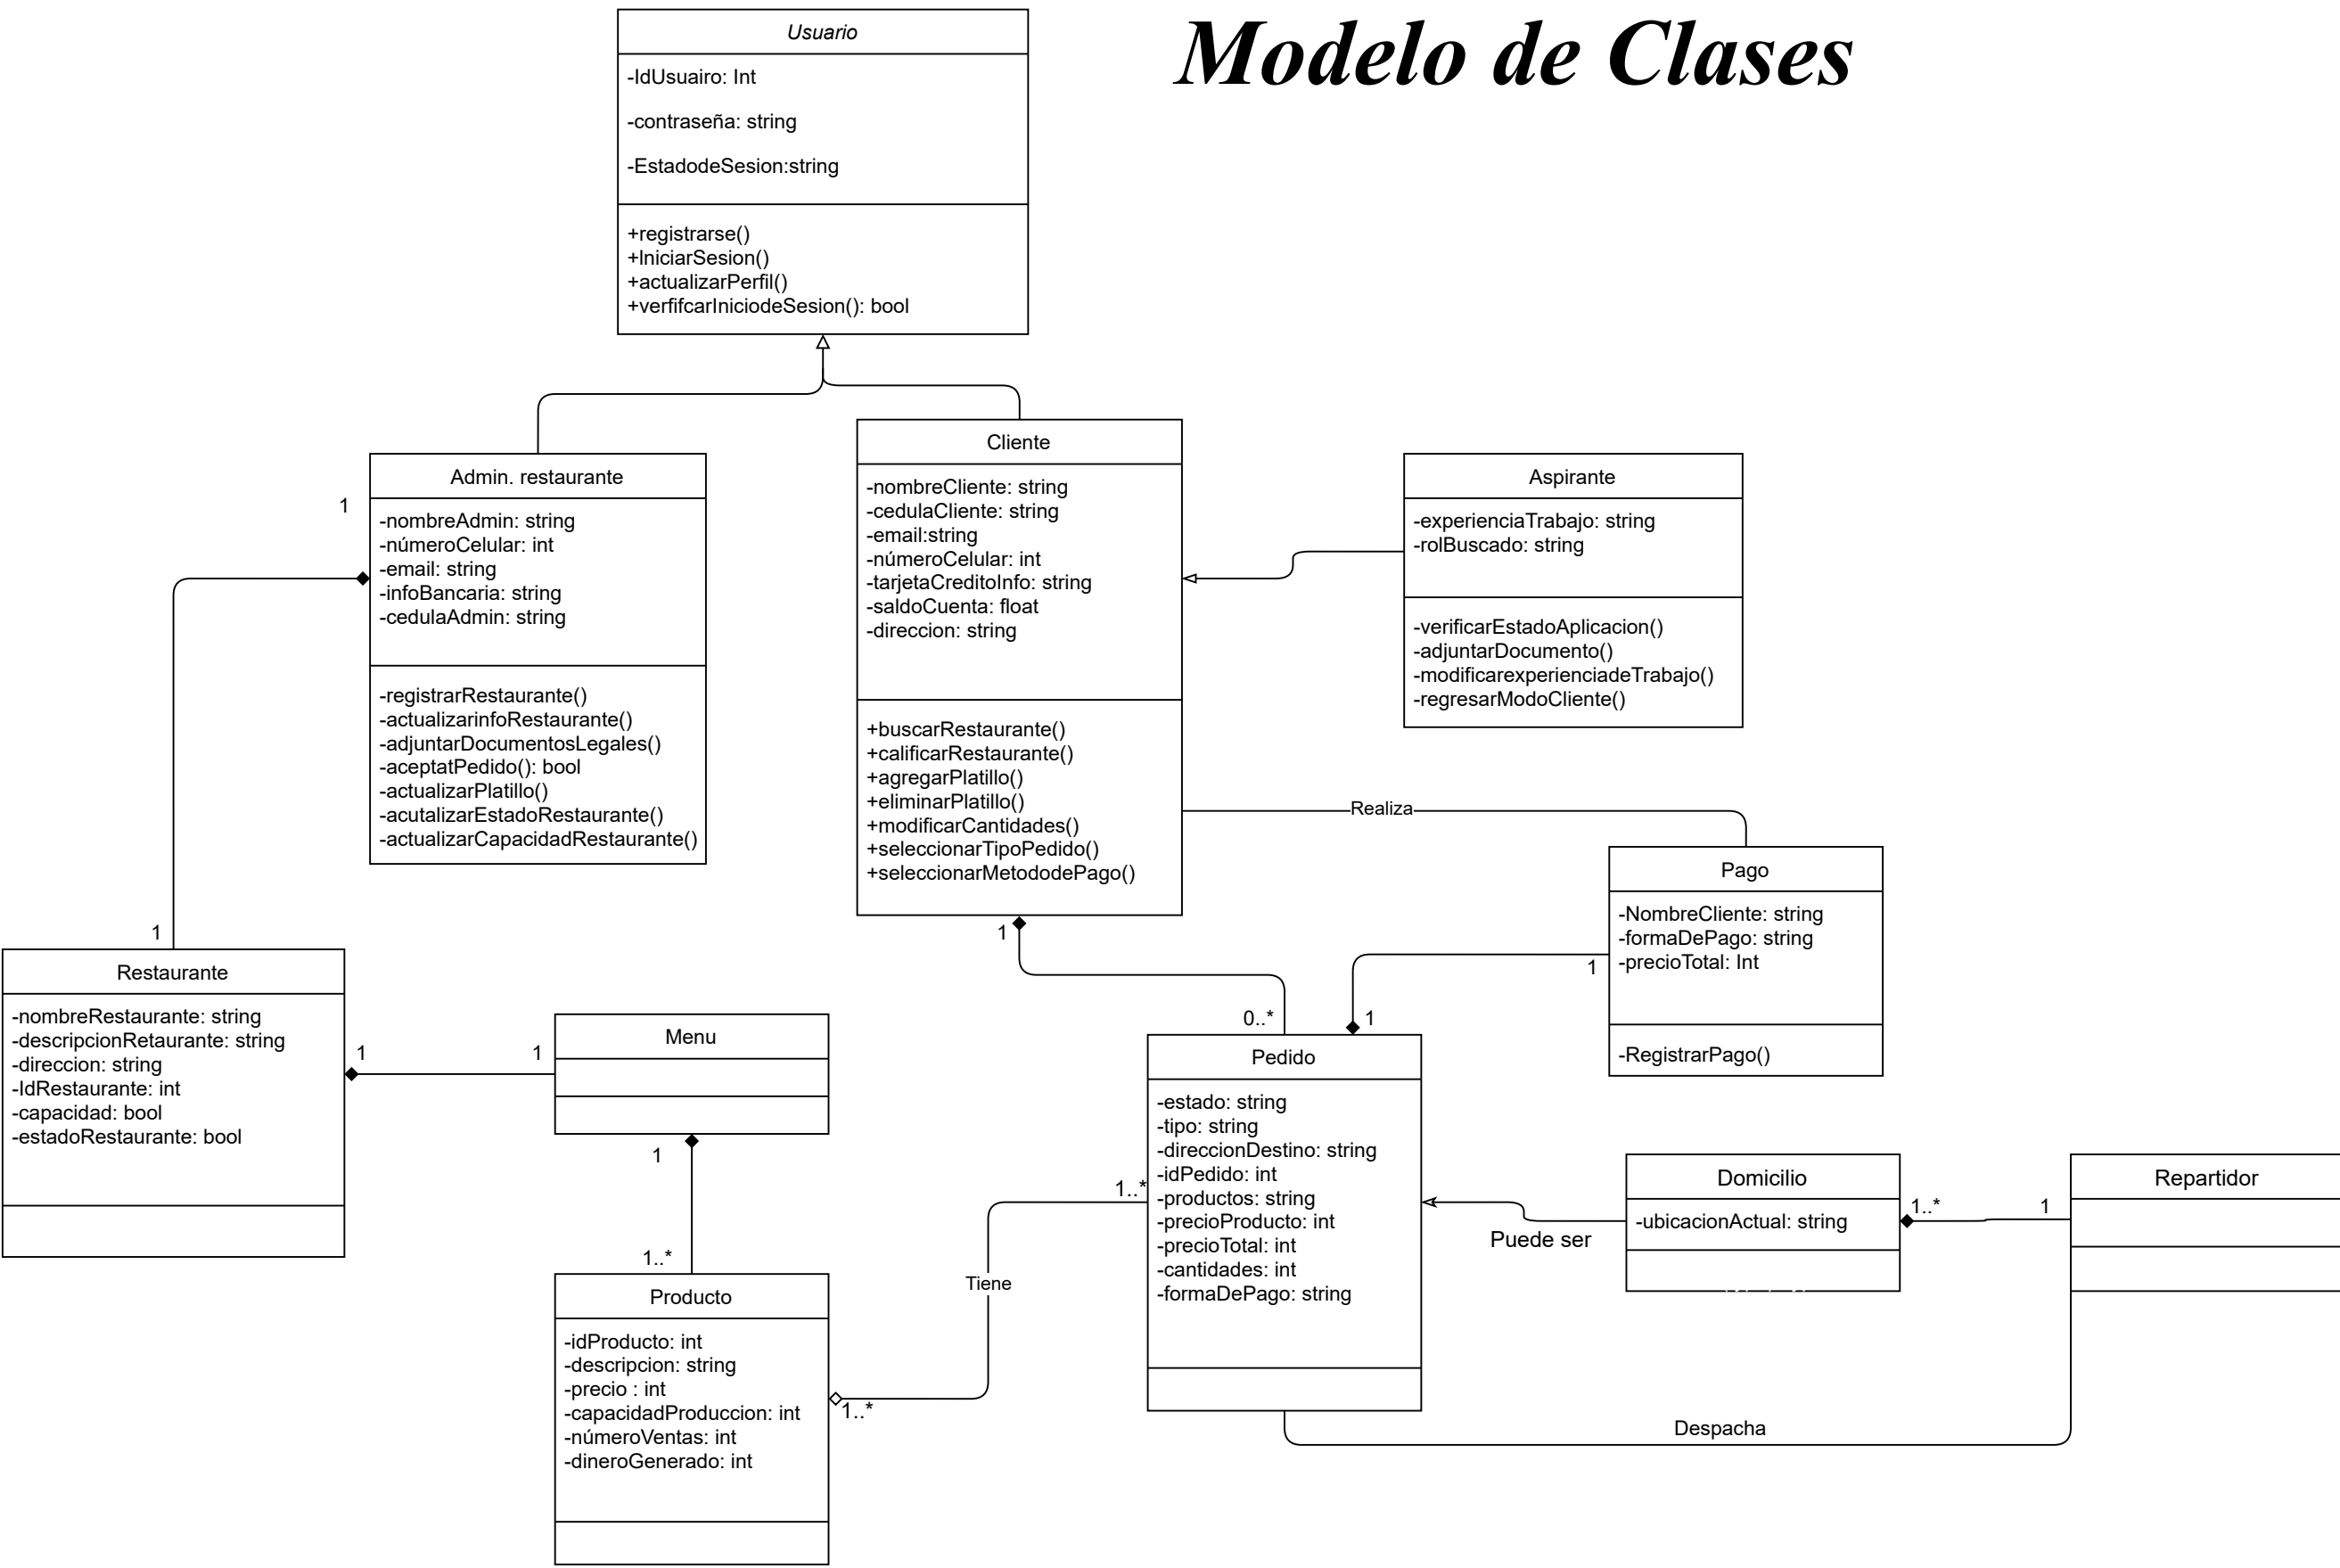 Modelo de Clases
Usuario
-IdUsuairo: Int
-contraseña: string
-EstadodeSesion:string
+registrarse()
+IniciarSesion()
+actualizarPerfil()
+verfifcarIniciodeSesion(): bool
Admin. restaurante
1
-nombreAdmin: string
-númeroCelular: int
-email: string
-infoBancaria: string
-cedulaAdmin: string
-registrarRestaurante()
-actualizarinfoRestaurante()
-adjuntarDocumentosLegales()
-aceptatPedido(): bool
-actualizarPlatillo()
-acutalizarEstadoRestaurante()
-actualizarCapacidadRestaurante()
Cliente
-nombreCliente: string
-cedulaCliente: string
-email:string
-númeroCelular: int
-tarjetaCreditoInfo: string
-saldoCuenta: float
-direccion: string
+buscarRestaurante()
+calificarRestaurante()
+agregarPlatillo()
+eliminarPlatillo()
+modificarCantidades()
+seleccionarTipoPedido()
+seleccionarMetododePago()
Aspirante
-experienciaTrabajo: string
-rolBuscado: string
-verificarEstadoAplicacion()
-adjuntarDocumento()
-modificarexperienciadeTrabajo()
-regresarModoCliente()
Realiza
Pago
-NombreCliente: string
-formaDePago: string
-precioTotal: Int
-RegistrarPago()
1
1
1
0..*
1
Restaurante
-nombreRestaurante: string
-descripcionRetaurante: string
-direccion: string
-IdRestaurante: int
-capacidad: bool
-estadoRestaurante: bool
1
1
Menu
1
1..*
Producto
-idProducto: int
-descripcion: string
-precio : int
-capacidadProduccion: int
-númeroVentas: int
-dineroGenerado: int
1..*
Tiene
1..*
Pedido
-estado: string
-tipo: string
-direccionDestino: string
-idPedido: int
-productos: string
-precioProducto: int
-precioTotal: int
-cantidades: int
-formaDePago: string
Puede ser
Domicilio
-ubicacionActual: string
1..*
1
Repartidor
Despacha